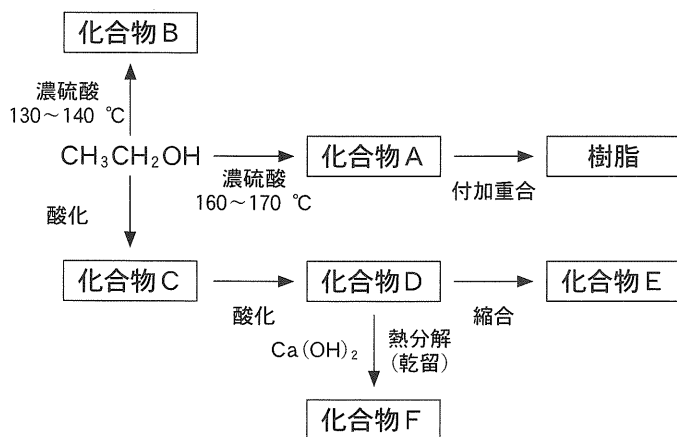 化合物B
濃硫酸
130～140 ℃
CH₃CH₂OH
濃硫酸
160～170 ℃
化合物A
付加重合
樹脂
酸化
化合物C
酸化
化合物D
縮合
化合物E
Ca(OH)₂
熱分解
(乾留)
化合物F